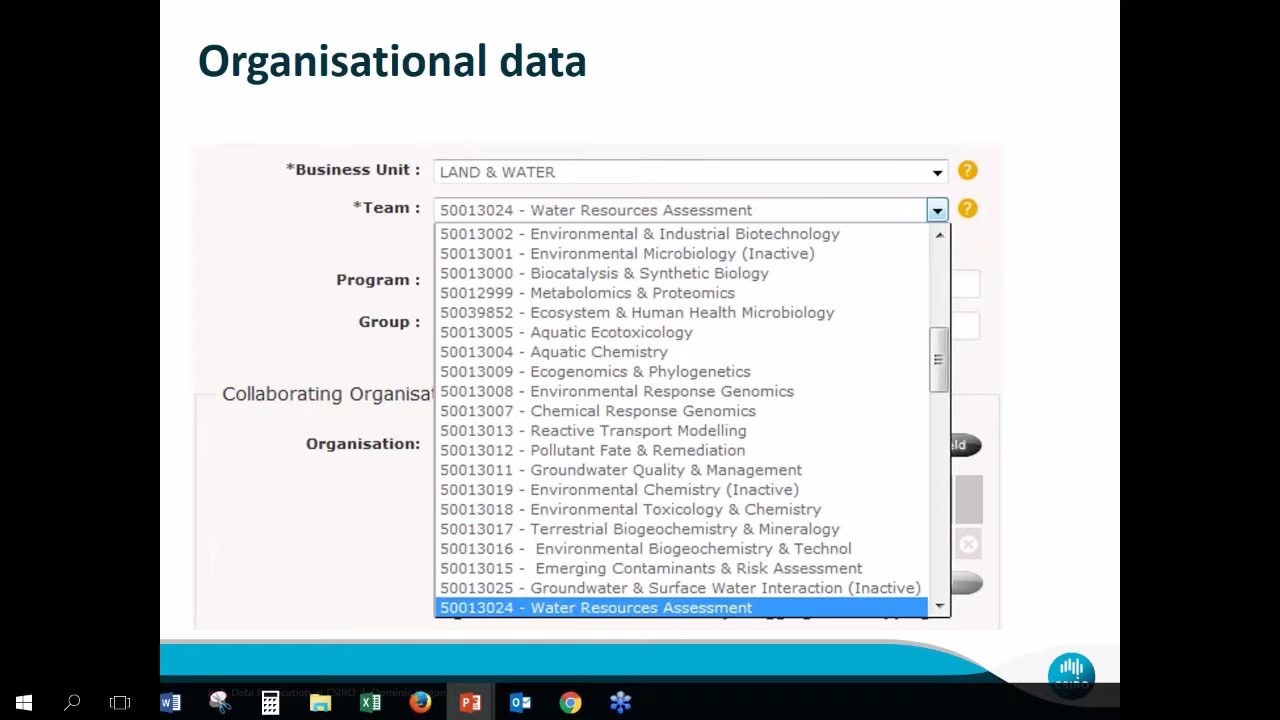 Organisational data
*Business Unit :
LAND & WATER
?
*Team :
50013024 - Water Resources Assessment
?
50013002 - Environmental & Industrial Biotechnology
50013001 - Environmental Microbiology (Inactive)
50013000 - Biocatalysis & Synthetic Biology
Program :
50012999 - Metabolomics & Proteomics
50039852 - Ecosystem & Human Health Microbiology
Group :
50013005 - Aquatic Ecotoxicology
50013004 - Aquatic Chemistry
50013009 - Ecogenomics & Phylogenetics
Collaborating Organisat
50013008 - Environmental Response Genomics
50013007 - Chemical Response Genomics
50013013 - Reactive Transport Modelling
Organisation:
eld
50013012 - Pollutant Fate & Remediation
50013011 - Groundwater Quality & Management
50013019 - Environmental Chemistry (Inactive)
50013018 - Environmental Toxicology & Chemistry
50013017 - Terrestrial Biogeochemistry & Mineralogy
50013016 - Environmental Biogeochemistry & Technol
50013015 - Emerging Contaminants & Risk Assessment
50013025 - Groundwater & Surface Water Interaction (Inactive)
50013024 - Water Resources Assessment
CSIRO
Data at CSIRO